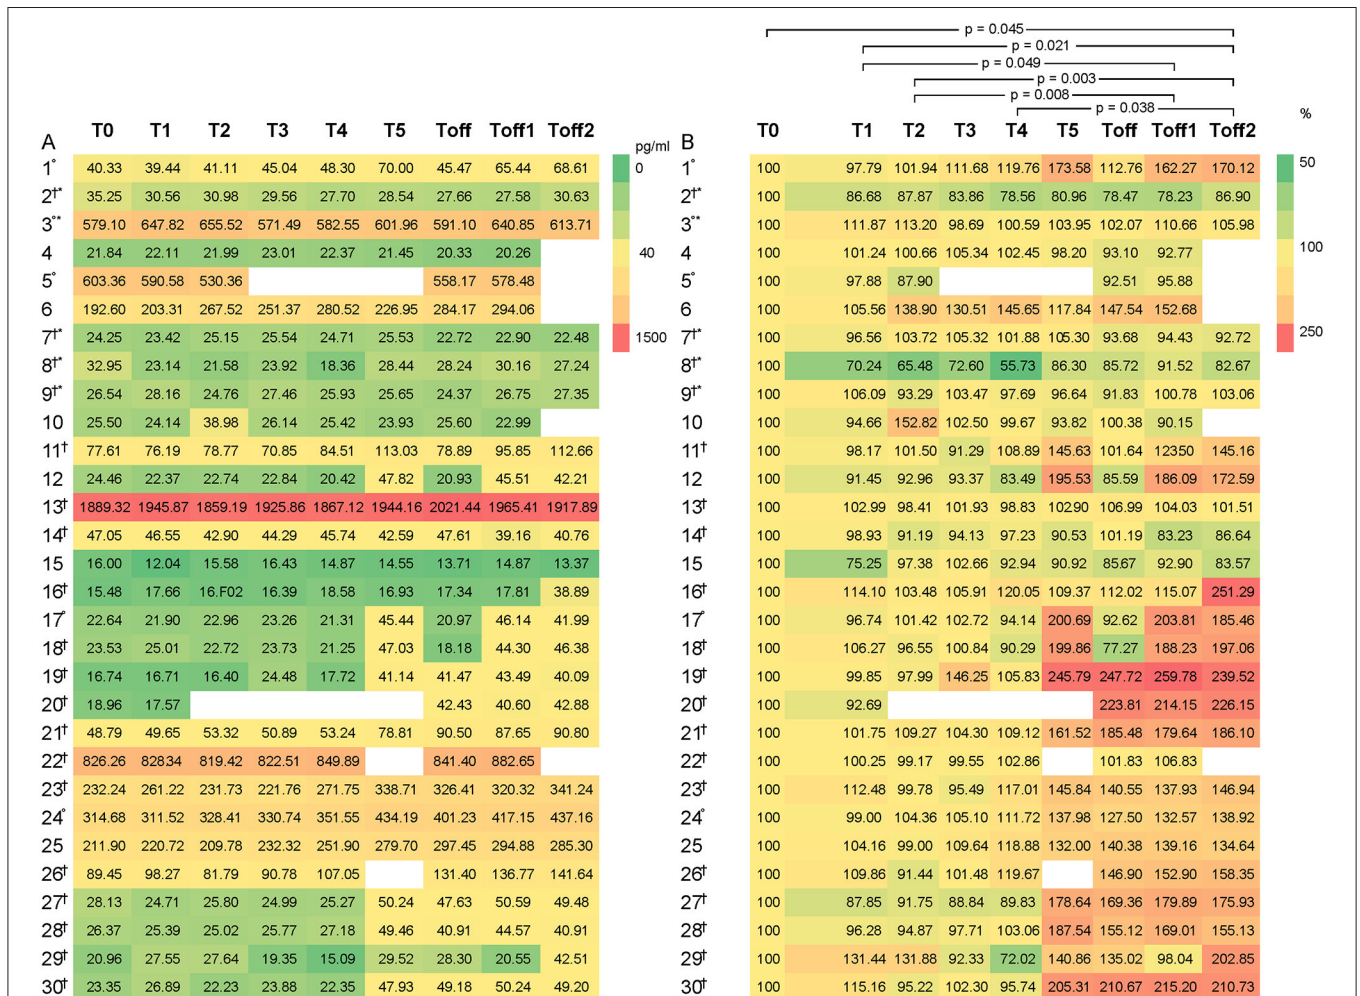 p = 0.045
p = 0.021
p = 0.049
p = 0.003
p = 0.008
p = 0.038
A T0 T1 T2 T3 T4 T5 Toff Toff1 Toff2 pg/ml B T0 T1 T2 T3 T4 T5 Toff Toff1 Toff2 %
1° 40.33 39.44 41.11 45.04 48.30 70.00 45.47 65.44 68.61 0 1° 100 97.79 101.94 111.68 119.76 173.58 112.76 162.27 170.12 50
2†* 35.25 30.56 30.98 29.56 27.70 28.54 27.66 27.58 30.63 2†* 100 86.68 87.87 83.86 78.56 80.96 78.47 78.23 86.90
3°* 579.10 647.82 655.52 571.49 582.55 601.96 591.10 640.85 613.71 3°* 100 111.87 113.20 98.69 100.59 103.95 102.07 110.66 105.98
4 21.84 22.11 21.99 23.01 22.37 21.45 20.33 20.26 40 4 100 101.24 100.66 105.34 102.45 98.20 93.10 92.77 100
5° 603.36 590.58 530.36 558.17 578.48 5° 100 97.88 87.90 92.51 95.88
6 192.60 203.31 267.52 251.37 280.52 226.95 284.17 294.06 6 100 105.56 138.90 130.51 145.65 117.84 147.54 152.68
7†* 24.25 23.42 25.15 25.54 24.71 25.53 22.72 22.90 22.48 1500 7†* 100 96.56 103.72 105.32 101.88 105.30 93.68 94.43 92.72 250
8†* 32.95 23.14 21.58 23.92 18.36 28.44 28.24 30.16 27.24 8†* 100 70.24 65.48 72.60 55.73 86.30 85.72 91.52 82.67
9†* 26.54 28.16 24.76 27.46 25.93 25.65 24.37 26.75 27.35 9†* 100 106.09 93.29 103.47 97.69 96.64 91.83 100.78 103.06
10 25.50 24.14 38.98 26.14 25.42 23.93 25.60 22.99 10 100 94.66 152.82 102.50 99.67 93.82 100.38 90.15
11† 77.61 76.19 78.77 70.85 84.51 113.03 78.89 95.85 112.66 11† 100 98.17 101.50 91.29 108.89 145.63 101.64 12350 145.16
12 24.46 22.37 22.74 22.84 20.42 47.82 20.93 45.51 42.21 12 100 91.45 92.96 93.37 83.49 195.53 85.59 186.09 172.59
13† 1889.32 1945.87 1859.19 1925.86 1867.12 1944.16 2021.44 1965.41 1917.89 13† 100 102.99 98.41 101.93 98.83 102.90 106.99 104.03 101.51
14† 47.05 46.55 42.90 44.29 45.74 42.59 47.61 39.16 40.76 14† 100 98.93 91.19 94.13 97.23 90.53 101.19 83.23 86.64
15 16.00 12.04 15.58 16.43 14.87 14.55 13.71 14.87 13.37 15 100 75.25 97.38 102.66 92.94 90.92 85.67 92.90 83.57
16† 15.48 17.66 16.F02 16.39 18.58 16.93 17.34 17.81 38.89 16† 100 114.10 103.48 105.91 120.05 109.37 112.02 115.07 251.29
17° 22.64 21.90 22.96 23.26 21.31 45.44 20.97 46.14 41.99 17° 100 96.74 101.42 102.72 94.14 200.69 92.62 203.81 185.46
18† 23.53 25.01 22.72 23.73 21.25 47.03 18.18 44.30 46.38 18† 100 106.27 96.55 100.84 90.29 199.86 77.27 188.23 197.06
19† 16.74 16.71 16.40 24.48 17.72 41.14 41.47 43.49 40.09 19† 100 99.85 97.99 146.25 105.83 245.79 247.72 259.78 239.52
20† 18.96 17.57 42.43 40.60 42.88 20† 100 92.69 223.81 214.15 226.15
21† 48.79 49.65 53.32 50.89 53.24 78.81 90.50 87.65 90.80 21† 100 101.75 109.27 104.30 109.12 161.52 185.48 179.64 186.10
22† 826.26 82834 819.42 822.51 849.89 841.40 882.65 22† 100 100.25 99.17 99.55 102.86 101.83 106.83
23† 232.24 261.22 231.73 221.76 271.75 338.71 326.41 320.32 341.24 23† 100 112.48 99.78 95.49 117.01 145.84 140.55 137.93 146.94
24° 314.68 311.52 328.41 330.74 351.55 434.19 401.23 417.15 437.16 24° 100 99.00 104.36 105.10 111.72 137.98 127.50 132.57 138.92
25 211.90 220.72 209.78 232.32 251.90 279.70 297.45 294.88 285.30 25 100 104.16 99.00 109.64 118.88 132.00 140.38 139.16 134.64
26† 89.45 98.27 81.79 90.78 107.05 131.40 136.77 141.64 26† 100 109.86 91.44 101.48 119.67 146.90 152.90 158.35
27† 28.13 24.71 25.80 24.99 25.27 50.24 47.63 50.59 49.48 27† 100 87.85 91.75 88.84 89.83 178.64 169.36 179.89 175.93
28† 26.37 25.39 25.02 25.77 27.18 49.46 40.91 44.57 40.91 28† 100 96.28 94.87 97.71 103.06 187.54 155.12 169.01 155.13
29† 20.96 27.55 27.64 19.35 15.09 29.52 28.30 20.55 42.51 29† 100 131.44 131.88 92.33 72.02 140.86 135.02 98.04 202.85
30† 23.35 26.89 22.23 23.88 22.35 47.93 49.18 50.24 49.20 30† 100 115.16 95.22 102.30 95.74 205.31 210.67 215.20 210.73